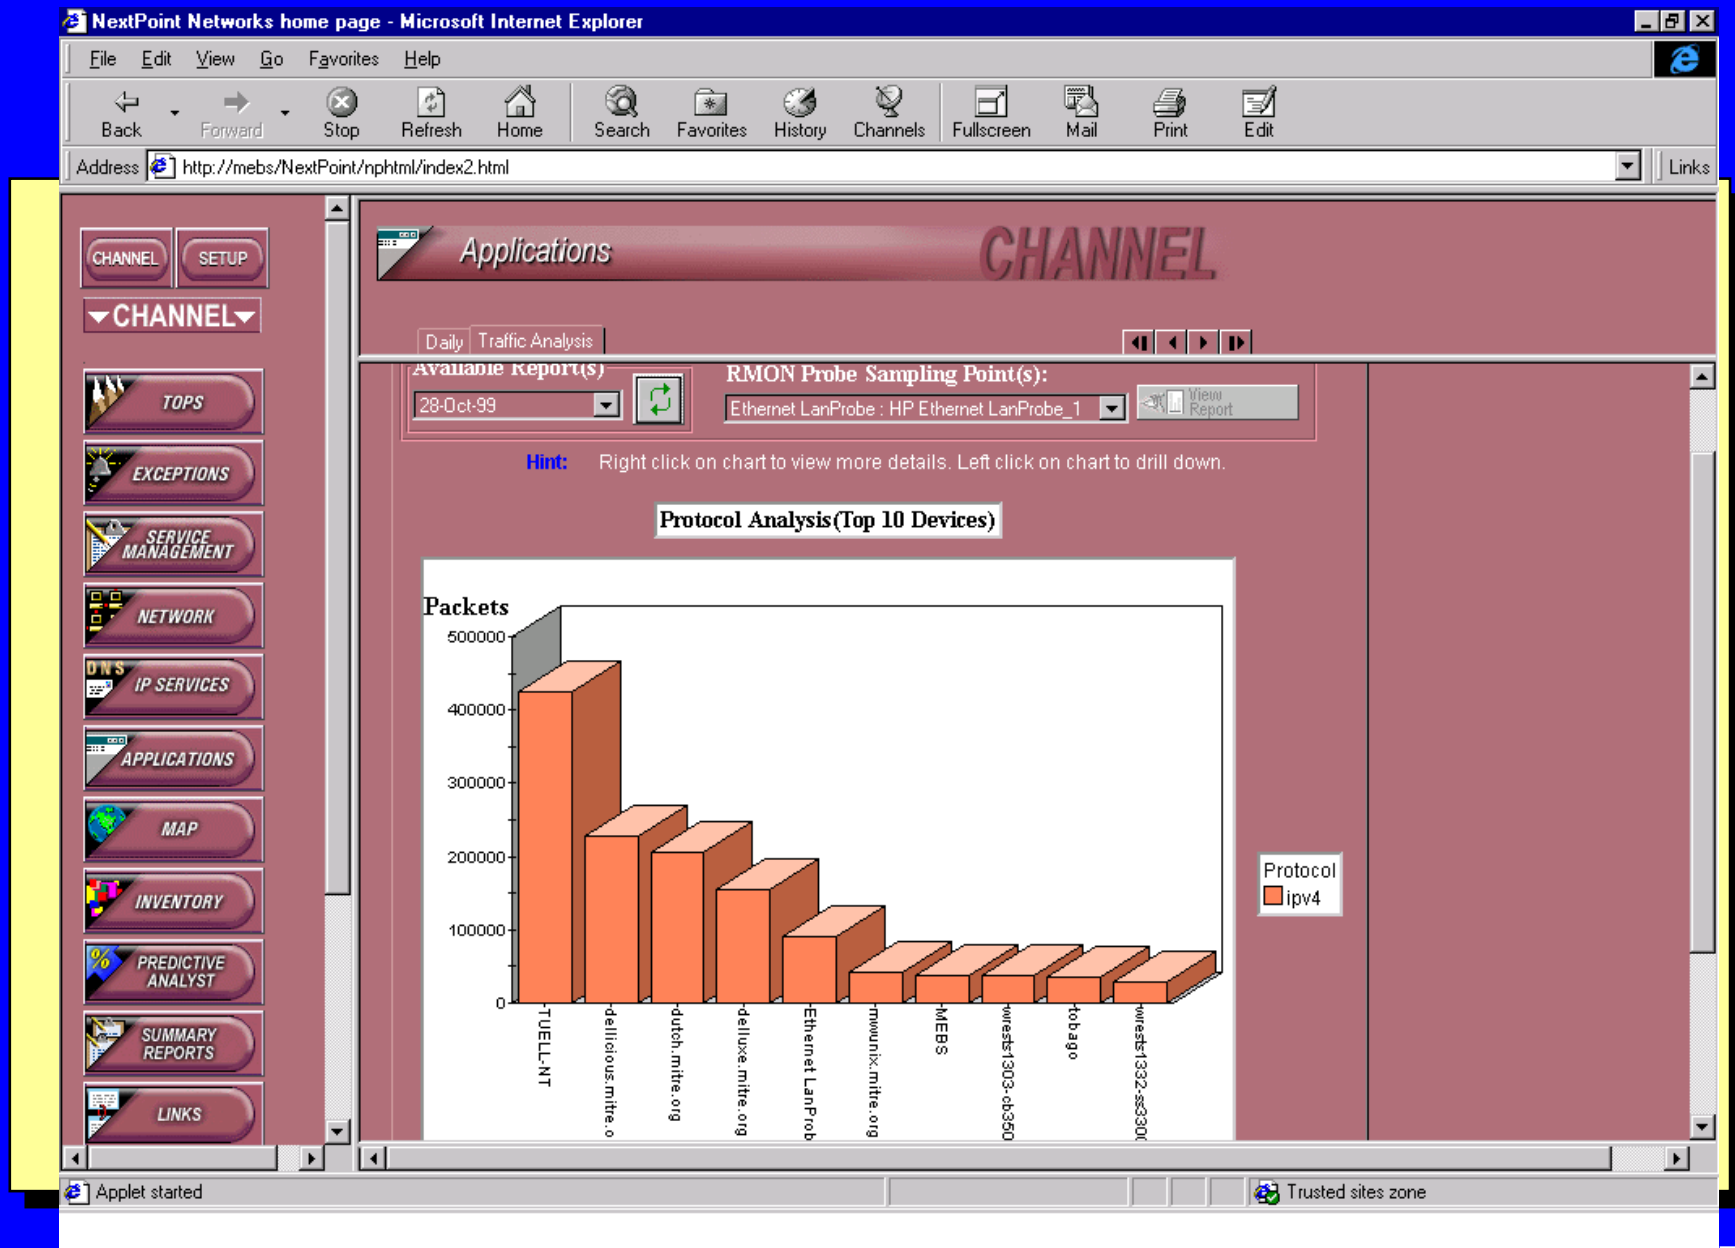 NextPoint Networks home page - Microsoft Internet Explorer
File Edit View Go Favorites Help
Back Forward Stop Refresh Home Search Favorites History Channels Fullscreen Mail Print Edit
Address http://mebs/NextPoint/nphtml/index2.html Links
CHANNEL SETUP
CHANNEL
TOPS
EXCEPTIONS
SERVICE
MANAGEMENT
NETWORK
DNS
IP SERVICES
APPLICATIONS
MAP
INVENTORY
%
PREDICTIVE
ANALYST
SUMMARY
REPORTS
LINKS
Applications CHANNEL
Daily Traffic Analysis
Available Report(s) RMON Probe Sampling Point(s):
28-Oct-99 Ethernet LanProbe : HP Ethernet LanProbe_1 View
Report
Hint: Right click on chart to view more details. Left click on chart to drill down.
Protocol Analysis(Top 10 Devices)
Packets
500000
400000
300000
200000
100000
0
TUELL-NT
dellicious.mitre.o
dutch.mitre.org
delluxe.mitre.org
Ethernet LanProb
mwunix.mitre.org
MEBS
wrests1303-cb350
tobago
wrests1332-ss330
Protocol
ipv4
Applet started Trusted sites zone